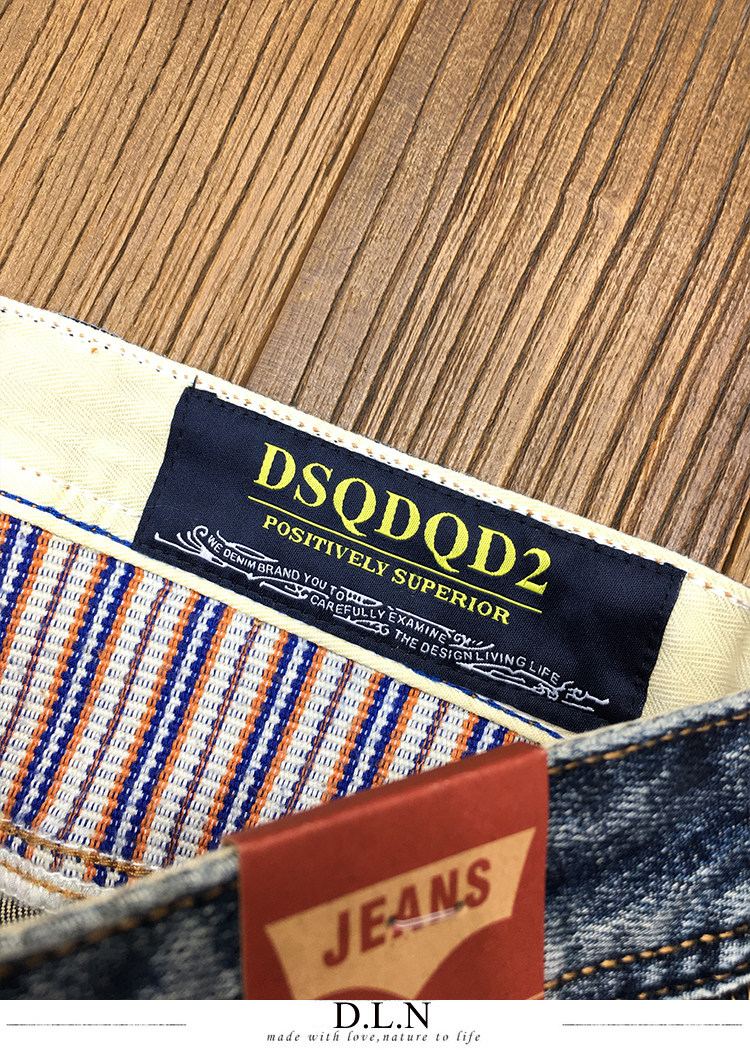 DSQDQD2
POSITIVELY SUPERIOR
WE DENIM BRAND YOU TO
CAREFULLY EXAMINE
THE DESIGN LIVING LIFE
JEANS
D.L.N
made with love,nature to life